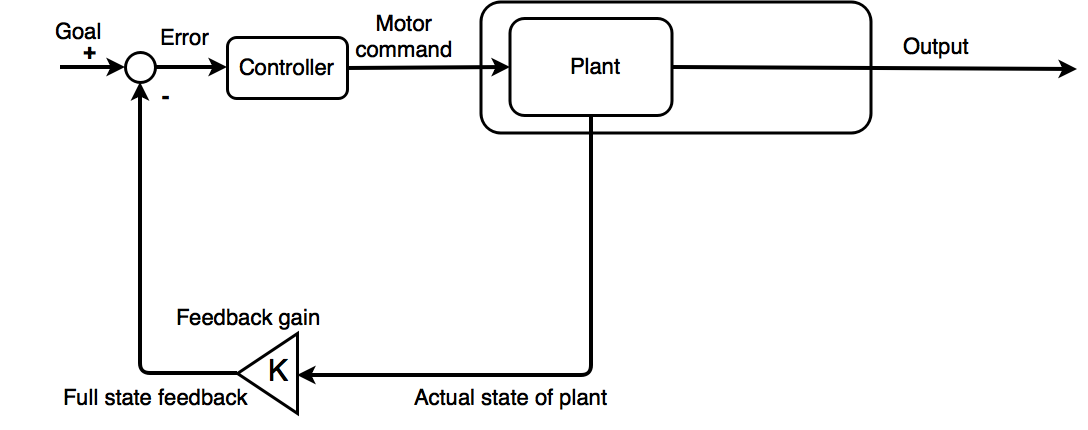 Goal
+
Error
Motor
command
Controller
Plant
Output
-
Feedback gain
K
Full state feedback
Actual state of plant